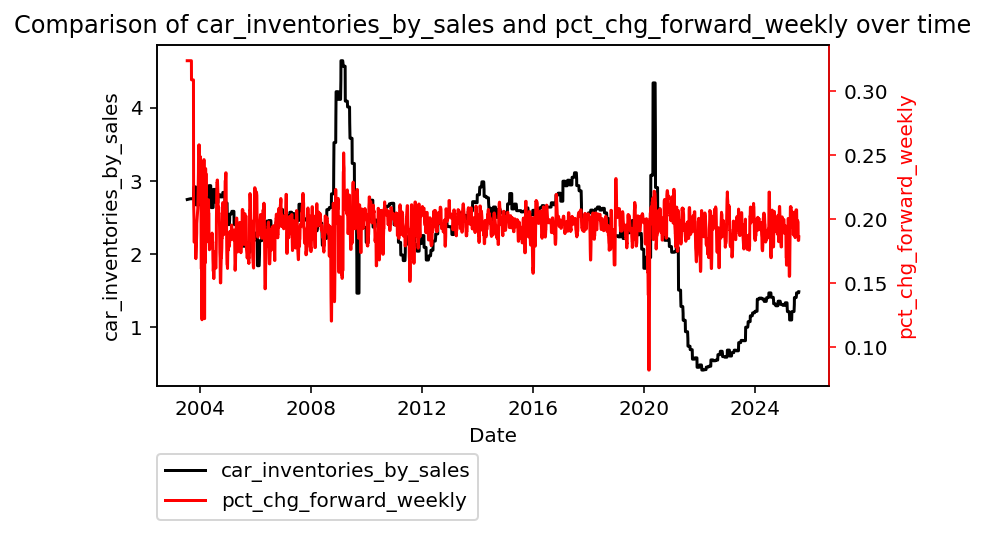 Comparison of car_inventories_by_sales and pct_chg_forward_weekly over time
car_inventories_by_sales
4
3
2
1
0.30
0.25
0.20
0.15
0.10
pct_chg_forward_weekly
2004 2008 2012 2016 2020 2024
Date
car_inventories_by_sales
pct_chg_forward_weekly